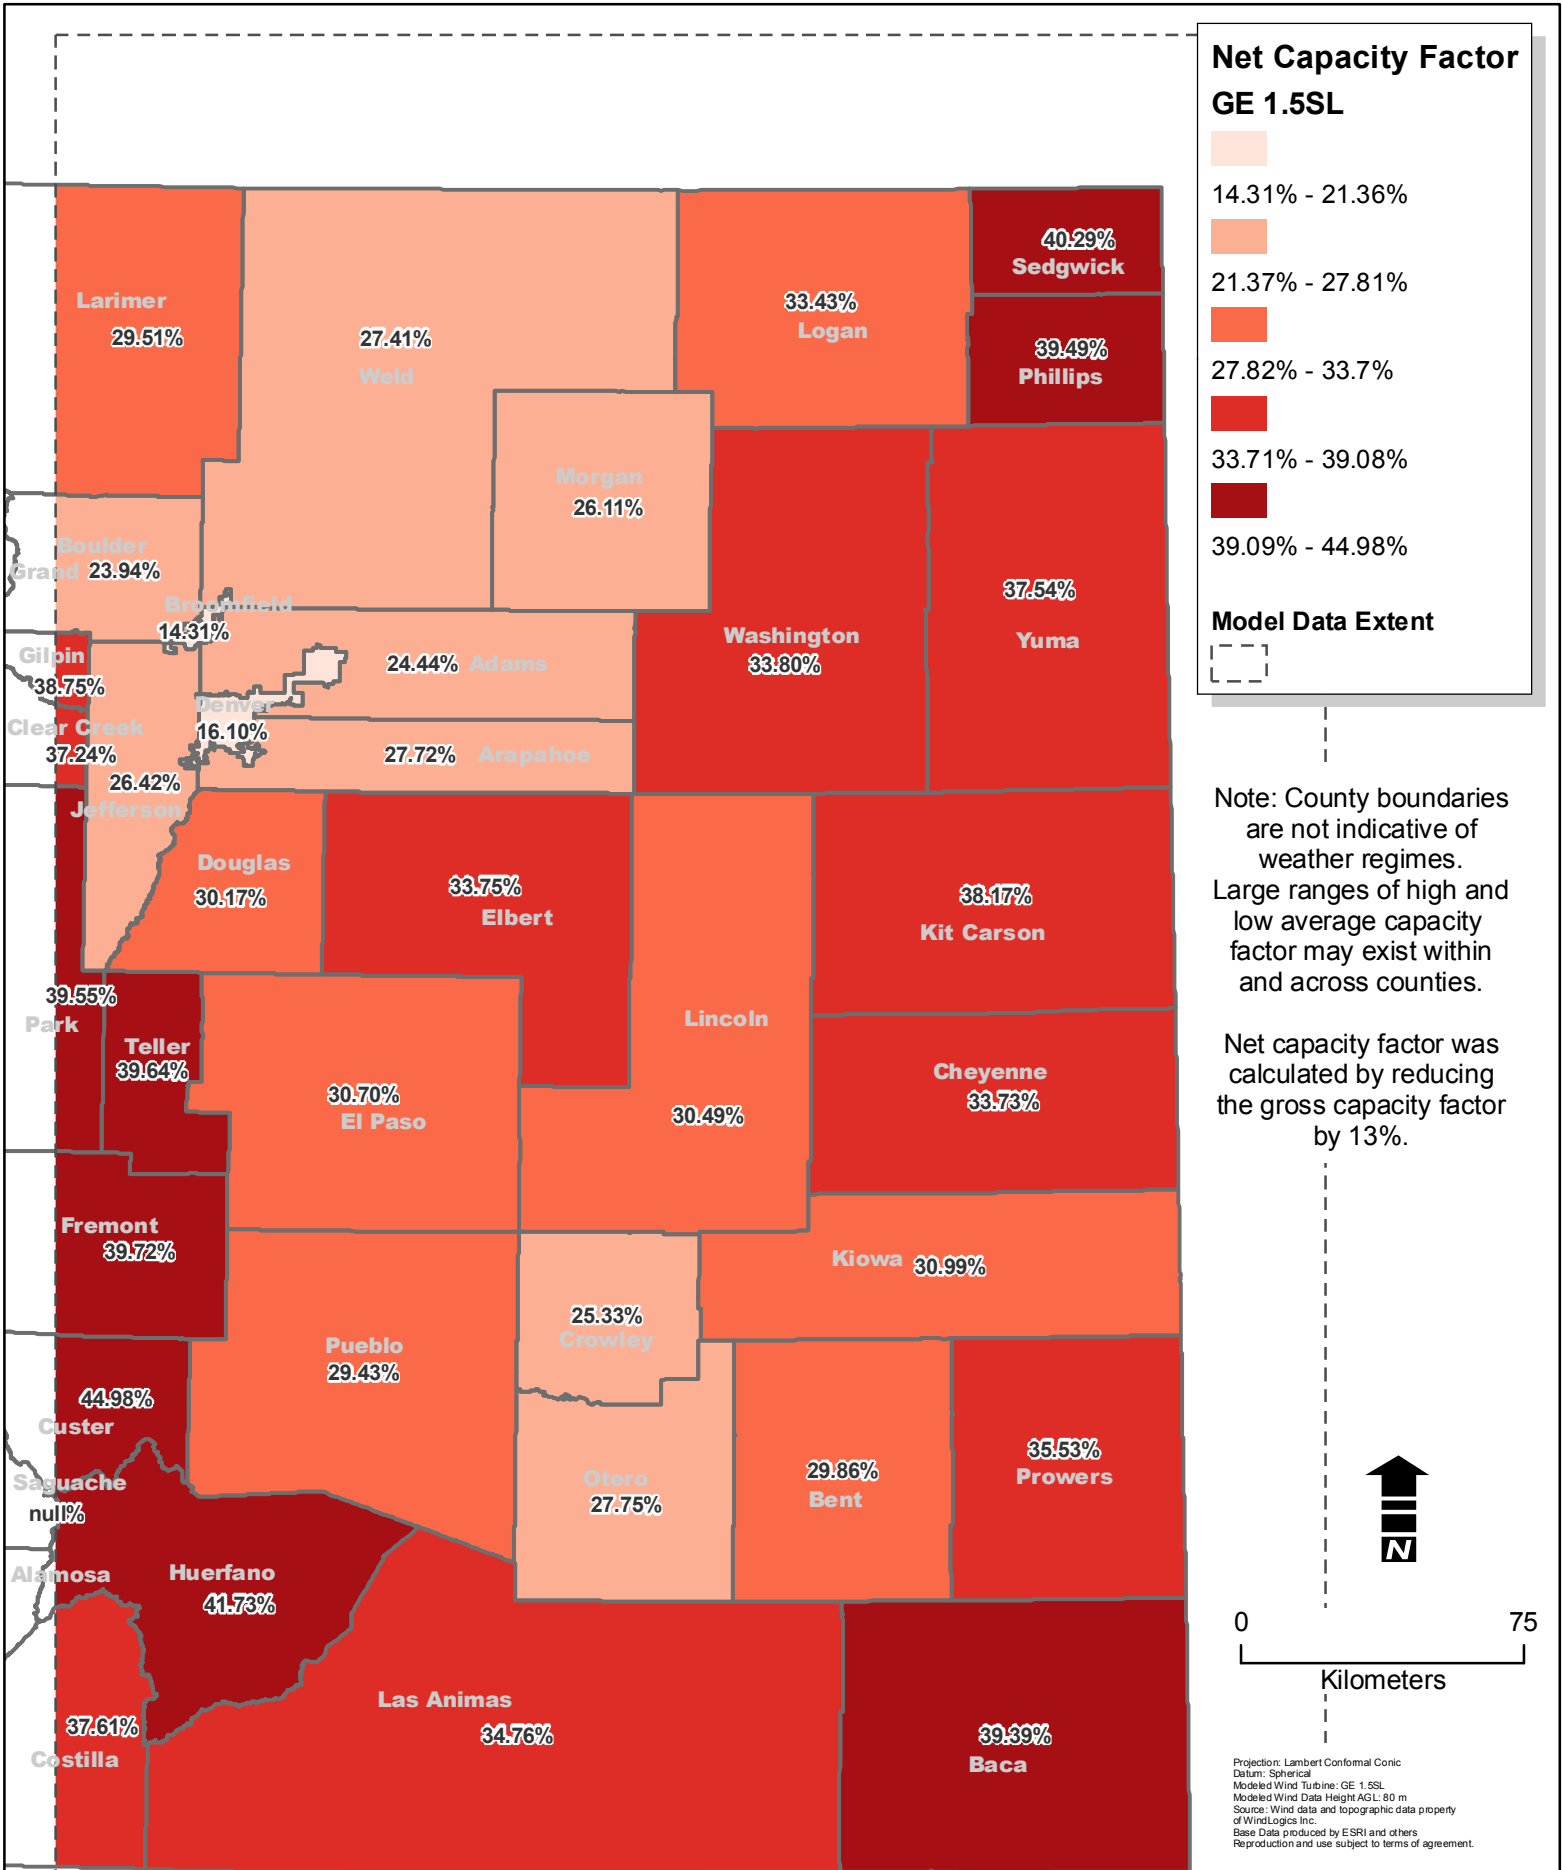 Net Capacity Factor
GE 1.5SL
14.31% - 21.36%
21.37% - 27.81%
27.82% - 33.7%
33.71% - 39.08%
39.09% - 44.98%
Model Data Extent
Note: County boundaries
are not indicative of
weather regimes.
Large ranges of high and
low average capacity
factor may exist within
and across counties.
Net capacity factor was
calculated by reducing
the gross capacity factor
by 13%.
N
0 75
Kilometers
Projection: Lambert Conformal Conic
Datum: Spherical
Modeled Wind Turbine: GE 1.5SL
Modeled Wind Data Height AGL: 80 m
Source: Wind data and topographic data property
of WindLogics Inc.
Base Data produced by ESRI and others
Reproduction and use subject to terms of agreement.
Larimer
29.51%
27.41%
Weld
33.43%
Logan
40.29%
Sedgwick
39.49%
Phillips
Morgan
26.11%
Boulder
Grand 23.94%
Broomfield
14.31%
Gilpin
38.75%
24.44% Adams
Washington
33.80%
37.54%
Yuma
Denver
16.10%
Clear Creek
37.24%
27.72% Arapahoe
26.42%
Jefferson
Douglas
30.17%
33.75%
Elbert
38.17%
Kit Carson
39.55%
Park
Teller
39.64%
30.70%
El Paso
Lincoln
30.49%
Cheyenne
33.73%
Fremont
39.72%
Kiowa 30.99%
25.33%
Crowley
Pueblo
29.43%
44.98%
Custer
Saguache
null%
Otero
27.75%
29.86%
Bent
35.53%
Prowers
Alamosa
Huerfano
41.73%
Las Animas
34.76%
37.61%
Costilla
39.39%
Baca